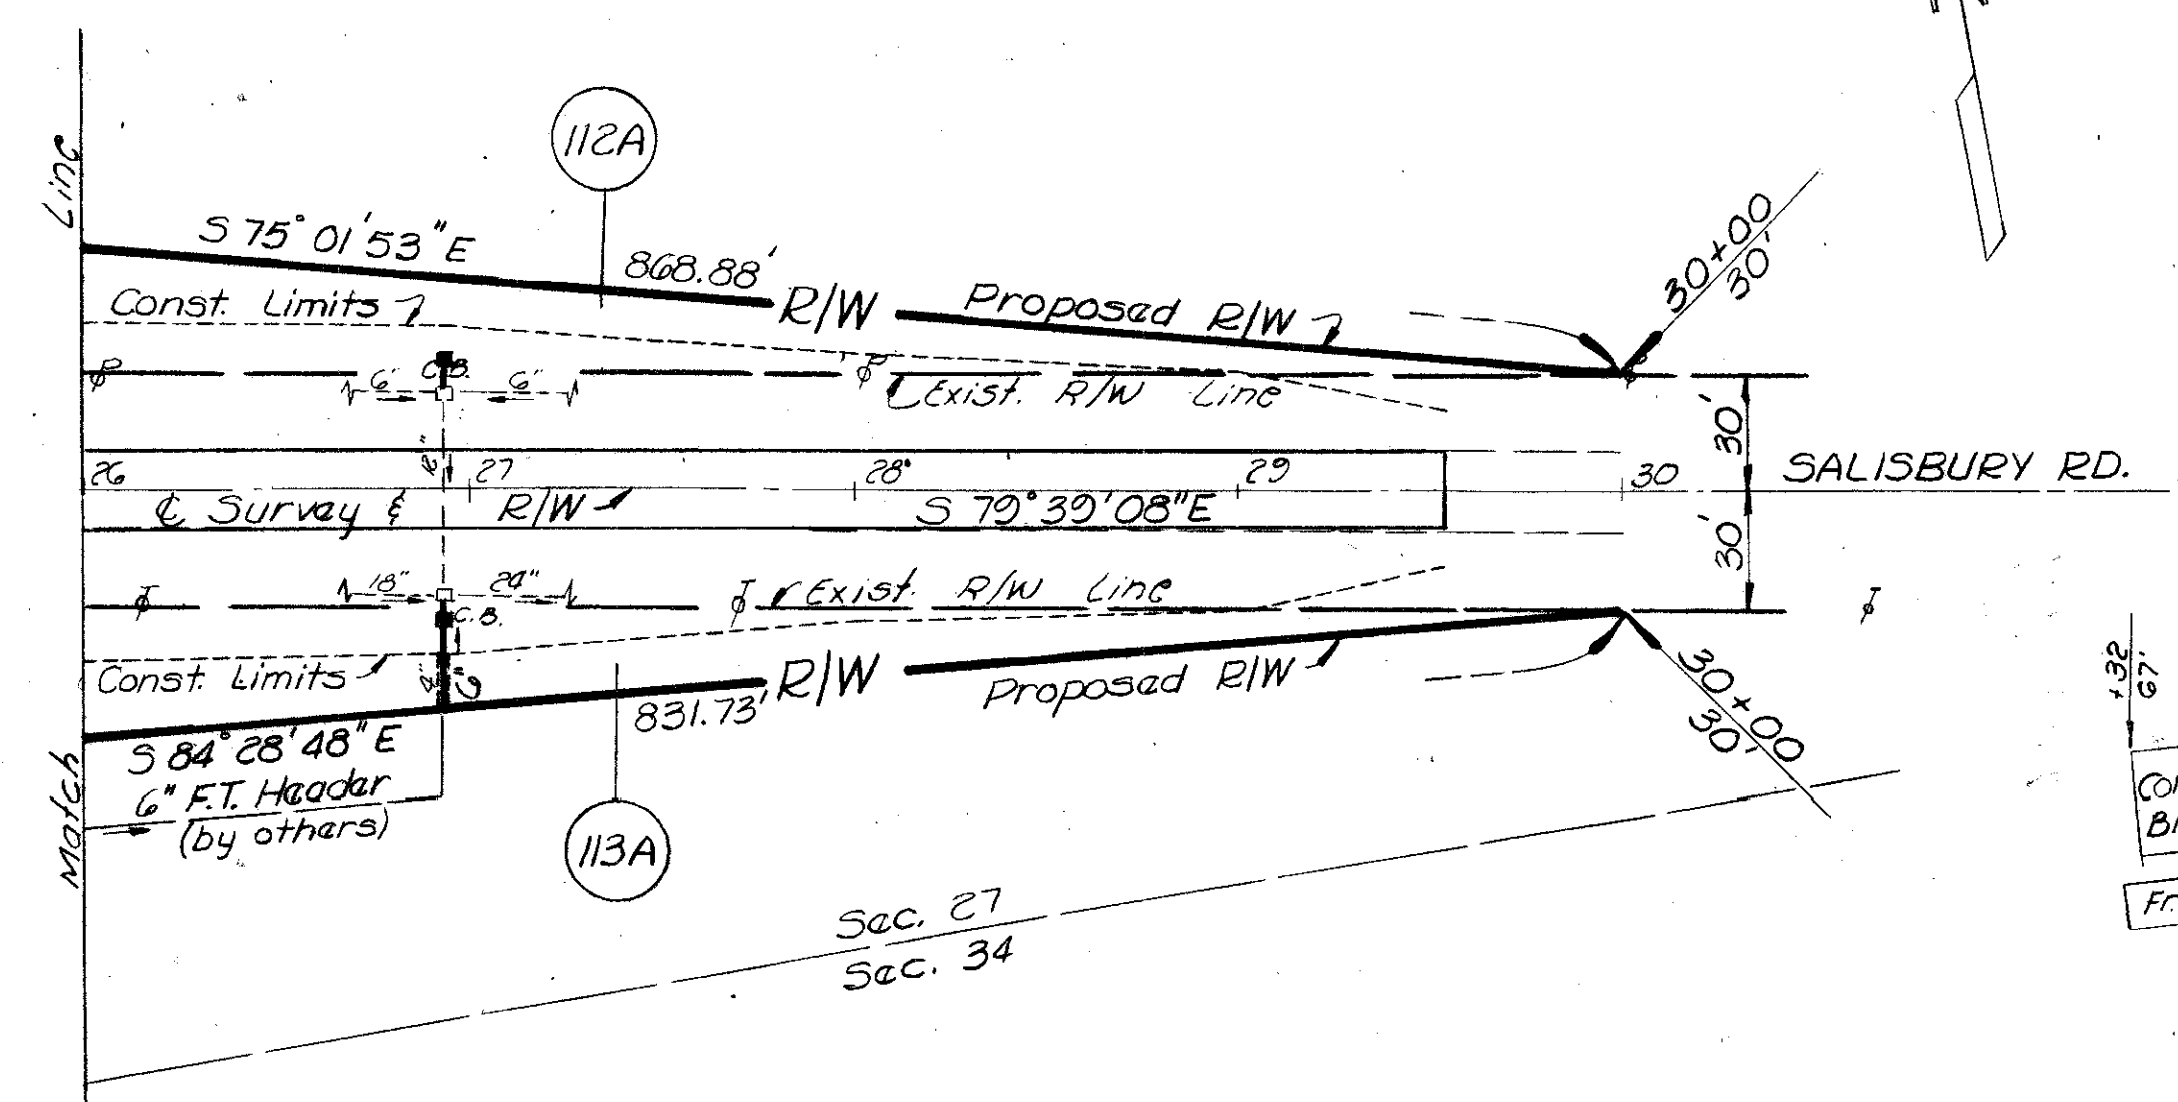 Line
112A
S 75° 01' 53" E
868.88'
R/W
Proposed R/W
Const. Limits
30+00
30'
6"
C.B.
6"
Exist. R/W Line
30'
26
27
28
29
30
SALISBURY RD.
℄ Survey & R/W
S 79° 39' 08" E
30'
18"
24"
Exist. R/W Line
C.B.
Const. Limits
6"
R/W
Proposed R/W
831.73'
30+00
30'
+32
67'
S 84° 28' 48" E
6" F.T. Header
(by others)
Match
113A
Sec. 27
Sec. 34